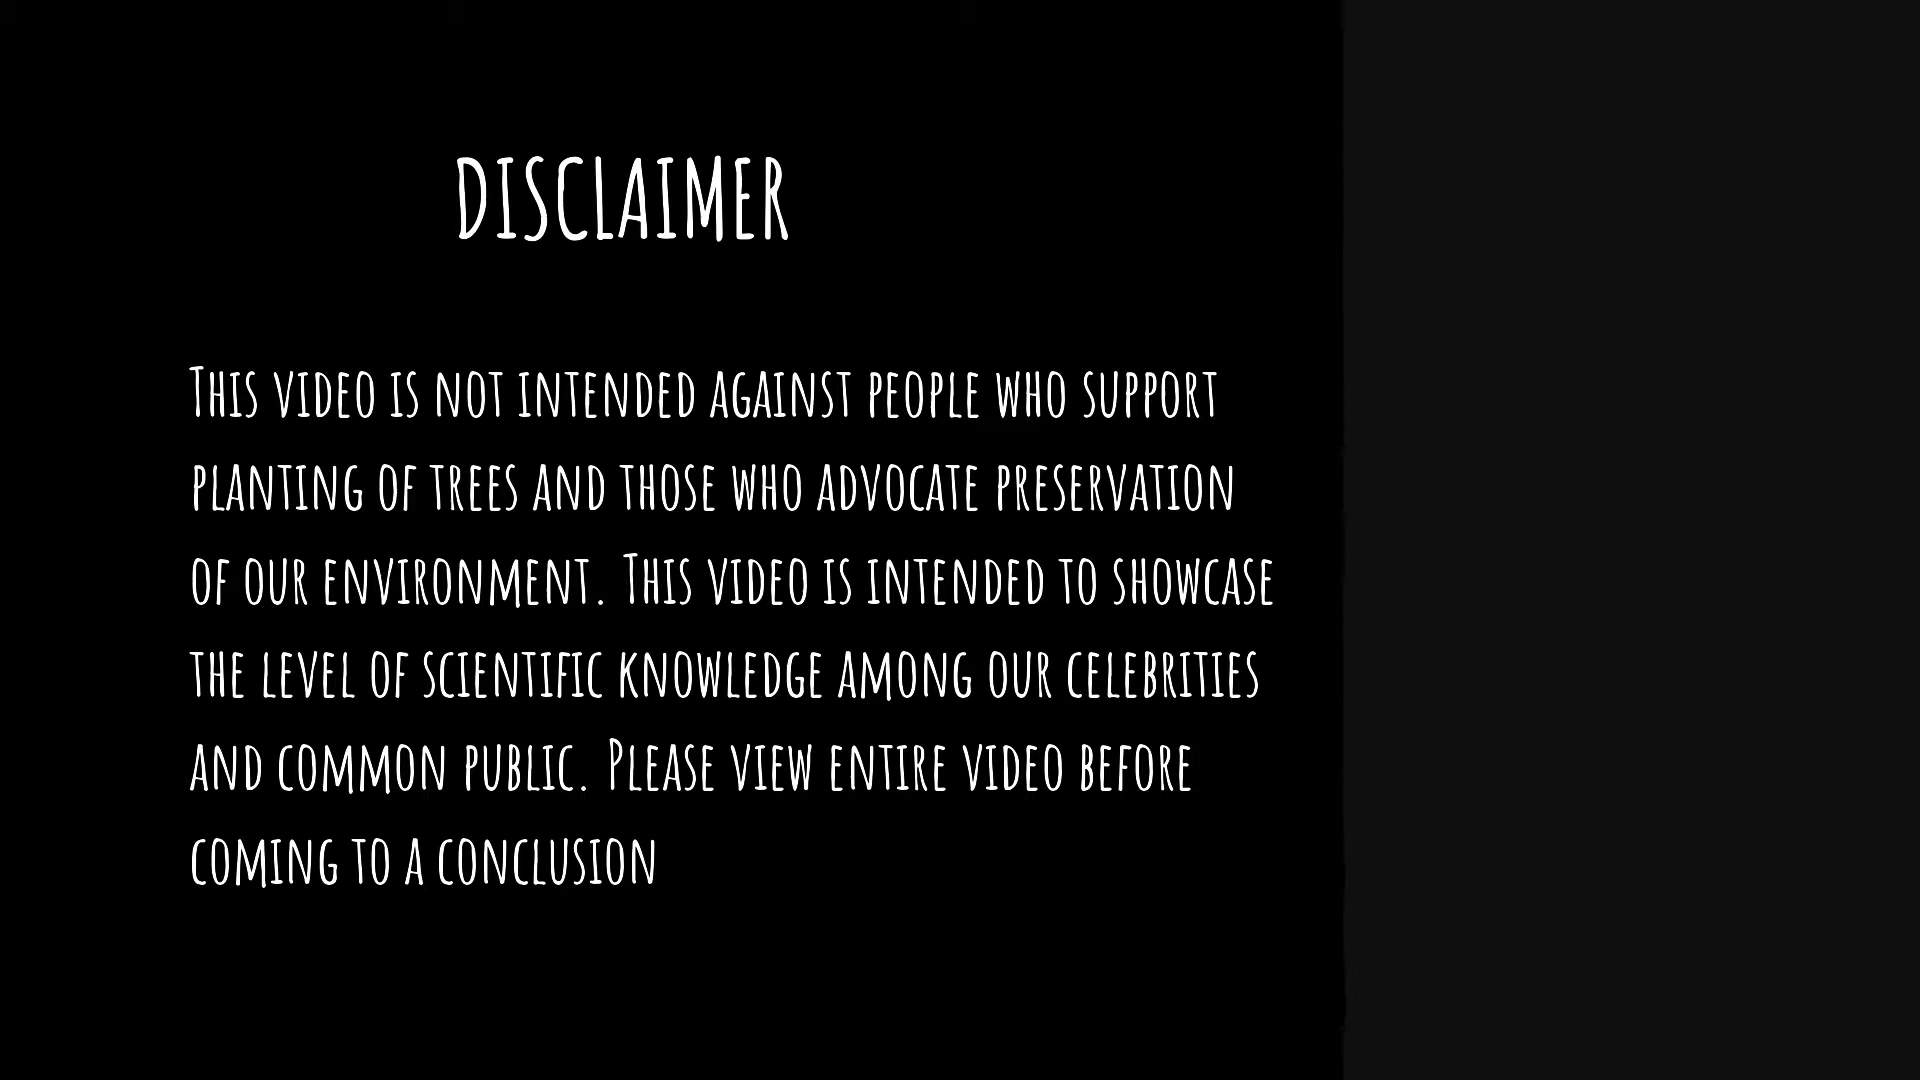 DISCLAIMER
This video is not intended against people who support
planting of trees and those who advocate preservation
of our environment. This video is intended to showcase
the level of scientific knowledge among our celebrities
and common public. Please view entire video before
coming to a conclusion